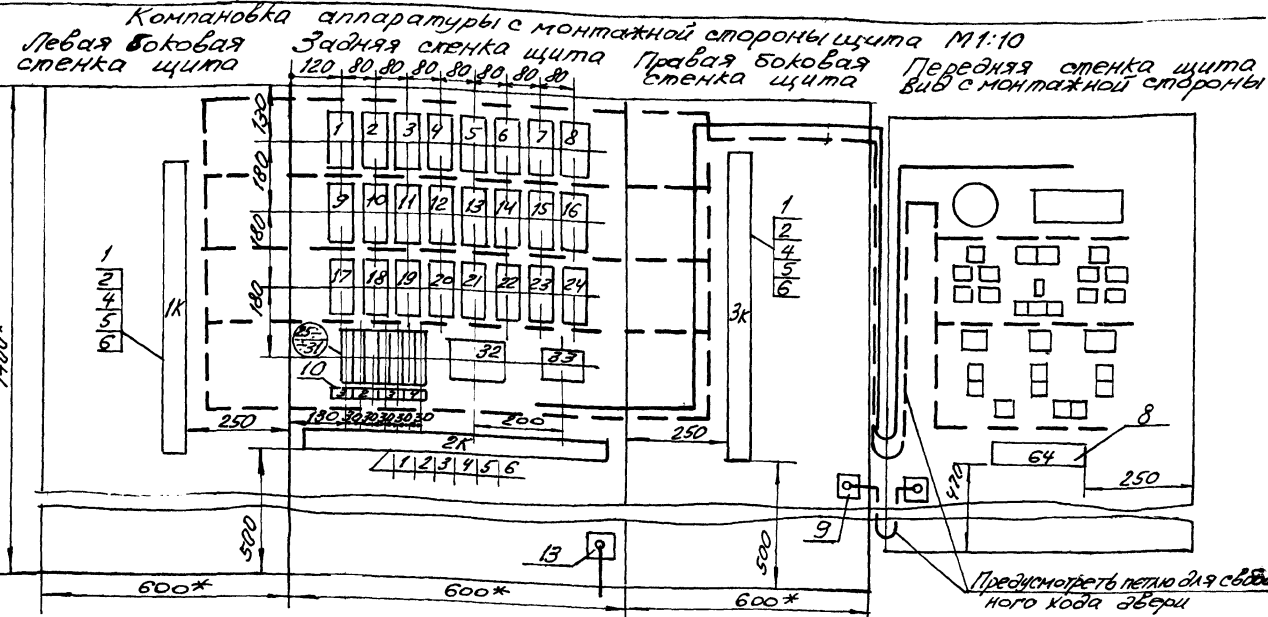 Компановка аппаратуры с монтажной стороны щита М1:10
Левая боковая
стенка щита
Задняя стенка щита
Правая боковая
стенка щита
Передняя стенка щита
Вид с монтажной стороны
120 80 80 80 80 80 80 80
130
180
180
180
1 2 3 4 5 6 7 8
9 10 11 12 13 14 15 16
17 18 19 20 21 22 23 24
25-
31
32 33
10
3 2 3 4
130 30 30 30 30 30
200
1
2
4
5
6
1К
250
2К
1 2 3 4 5 6
500
600*
13
600*
1
2
4
5
6
3К
250
500
600*
9
64
8
470
250
Предусмотреть петлю для свобод
ного хода двери